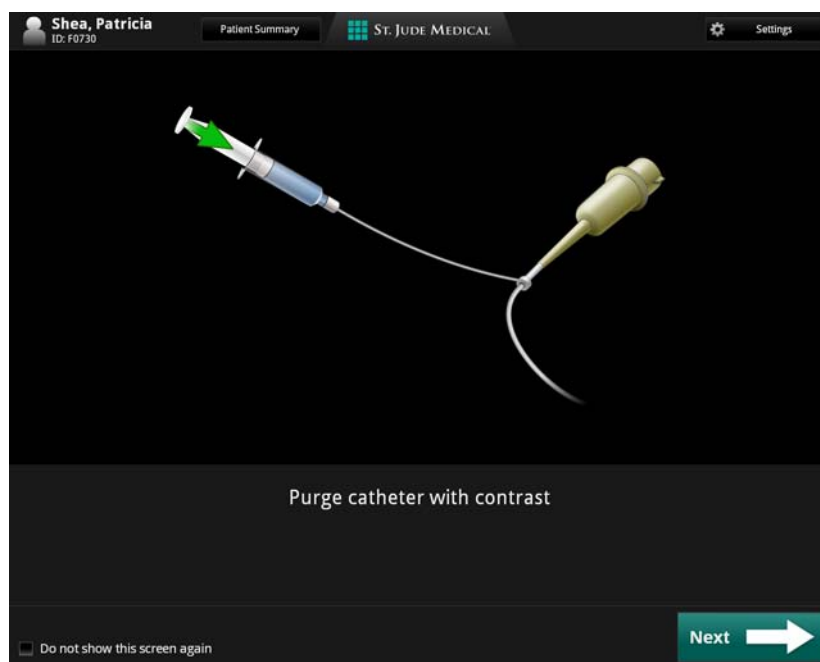 Shea, Patricia
ID: F0730
Patient Summary
ST. JUDE MEDICAL
Settings
Purge catheter with contrast
Do not show this screen again
Next